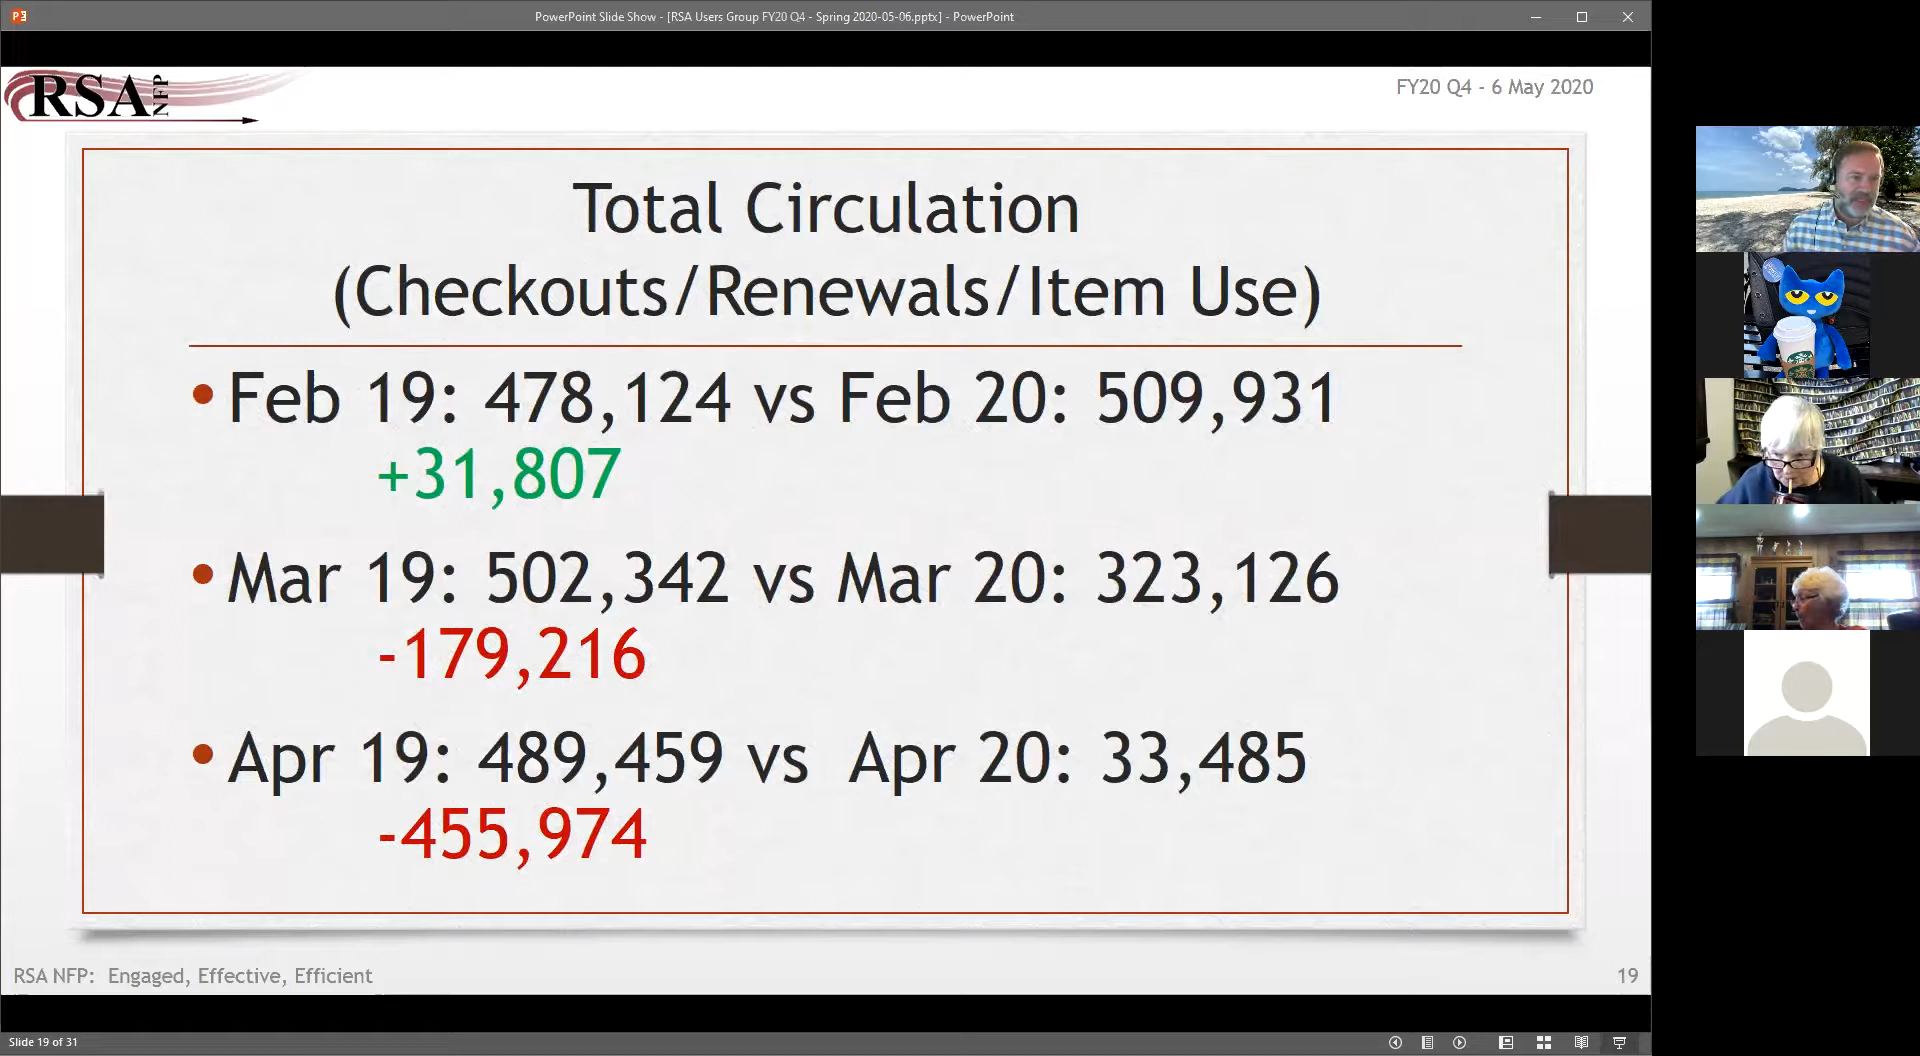 PowerPoint Slide Show - [RSA Users Group FY20 Q4 - Spring 2020-05-06.pptx] - PowerPoint
RSA NFP
FY20 Q4 - 6 May 2020
Total Circulation
(Checkouts/Renewals/Item Use)
• Feb 19: 478,124 vs Feb 20: 509,931
+31,807
• Mar 19: 502,342 vs Mar 20: 323,126
-179,216
• Apr 19: 489,459 vs  Apr 20: 33,485
-455,974
RSA NFP:  Engaged, Effective, Efficient
19
Slide 19 of 31